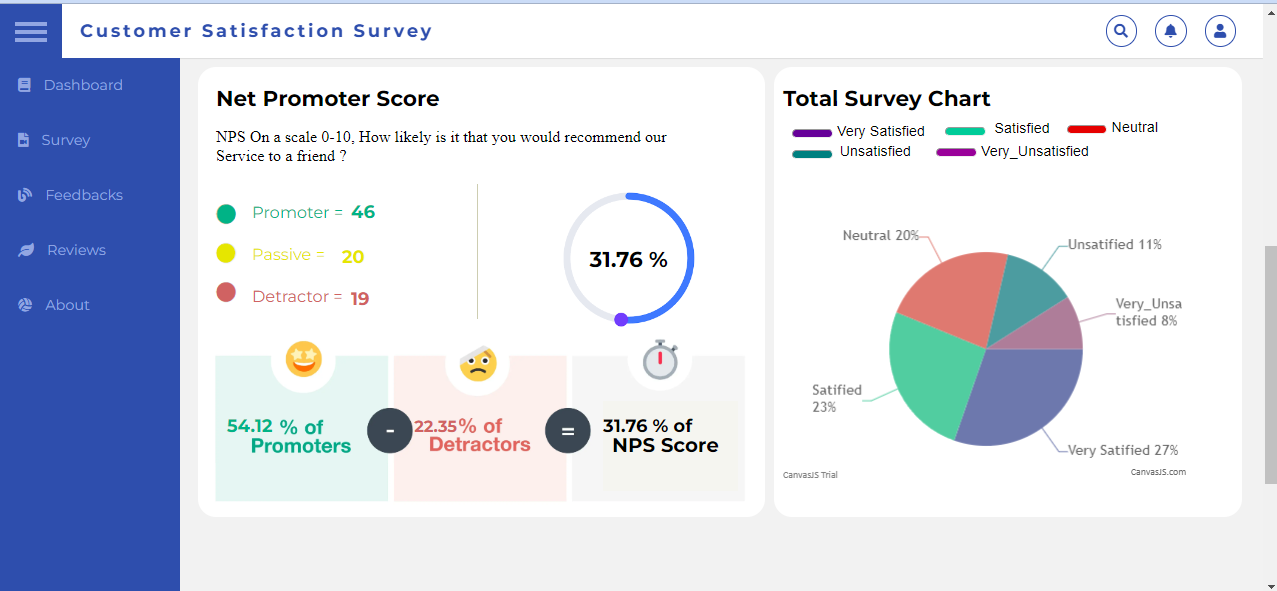 Customer Satisfaction Survey
Dashboard
Survey
Feedbacks
Reviews
About
Net Promoter Score
NPS On a scale 0-10, How likely is it that you would recommend our
Service to a friend ?
Promoter = 46
Passive = 20
Detractor = 19
31.76 %
54.12 % of
Promoters
-
22.35% of
Detractors
=
31.76 % of
NPS Score
Total Survey Chart
Very Satisfied Satisfied Neutral
Unsatisfied Very_Unsatisfied
Neutral 20%
Unsatified 11%
Very_Unsa
tisfied 8%
Satified
23%
Very Satified 27%
CanvasJS Trial
CanvasJS.com